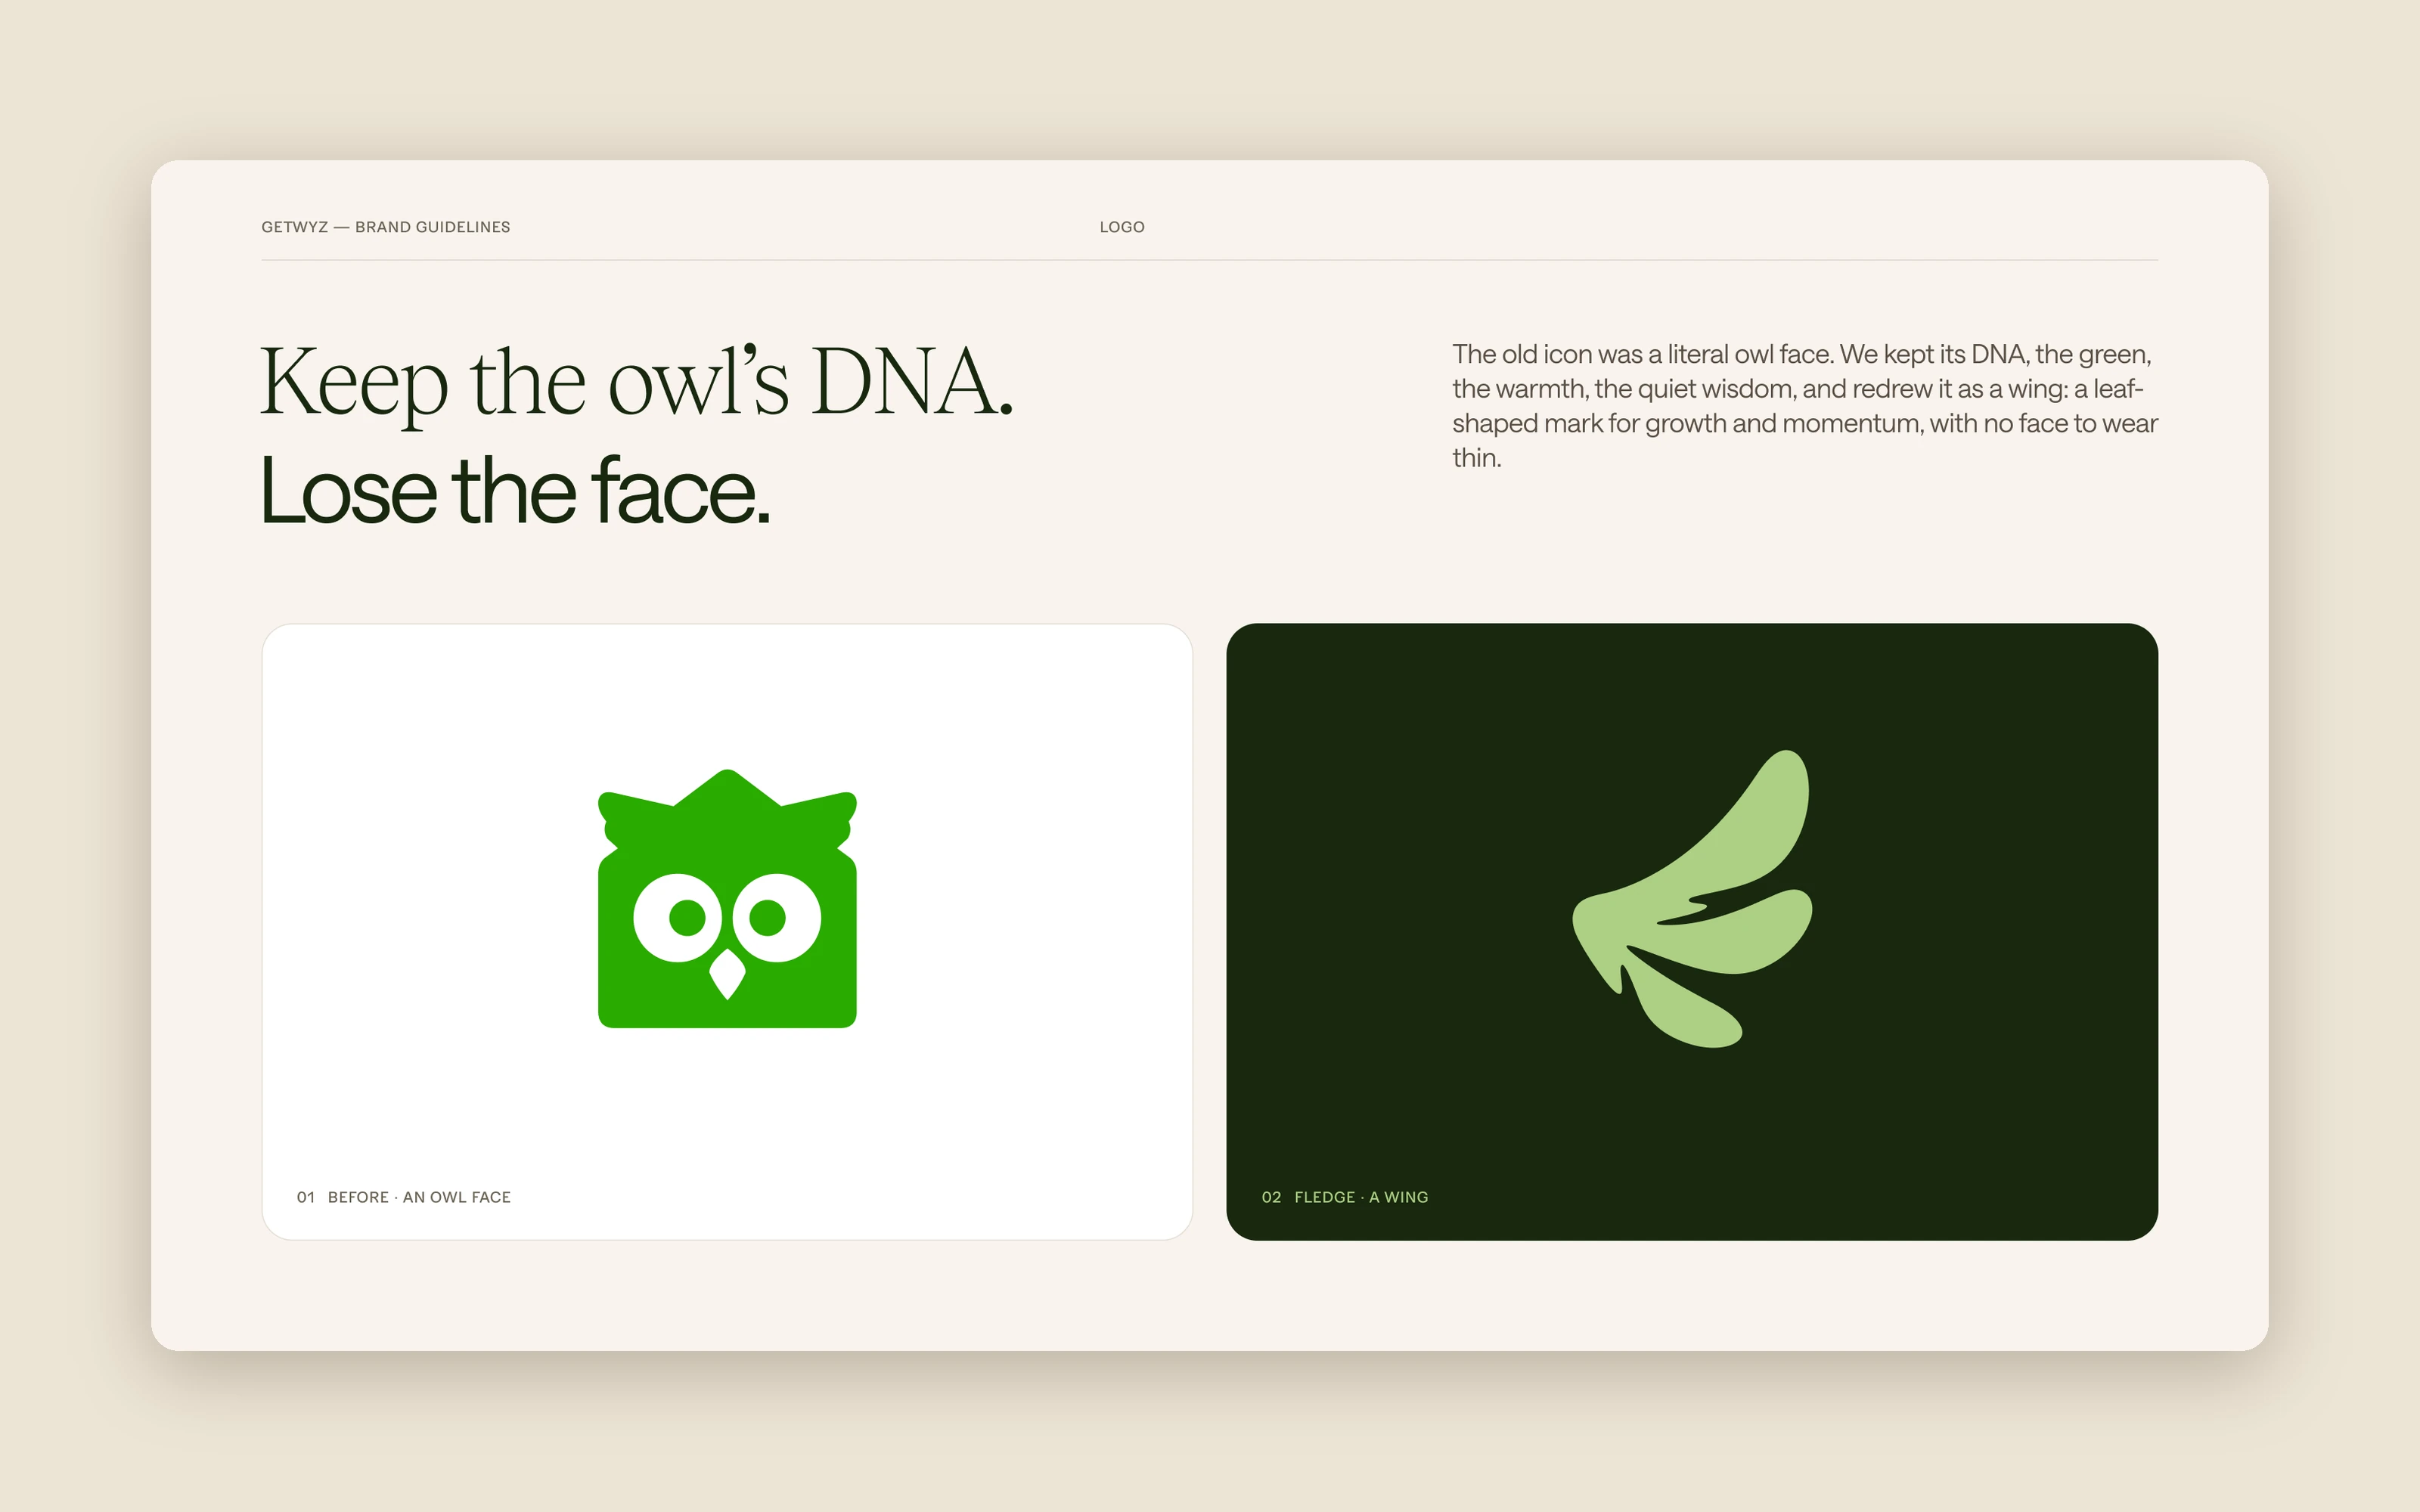 GETWYZ — BRAND GUIDELINES
LOGO
Keep the owl’s DNA.
Lose the face.
The old icon was a literal owl face. We kept its DNA, the green,
the warmth, the quiet wisdom, and redrew it as a wing: a leaf-
shaped mark for growth and momentum, with no face to wear
thin.
01 BEFORE · AN OWL FACE
02 FLEDGE · A WING